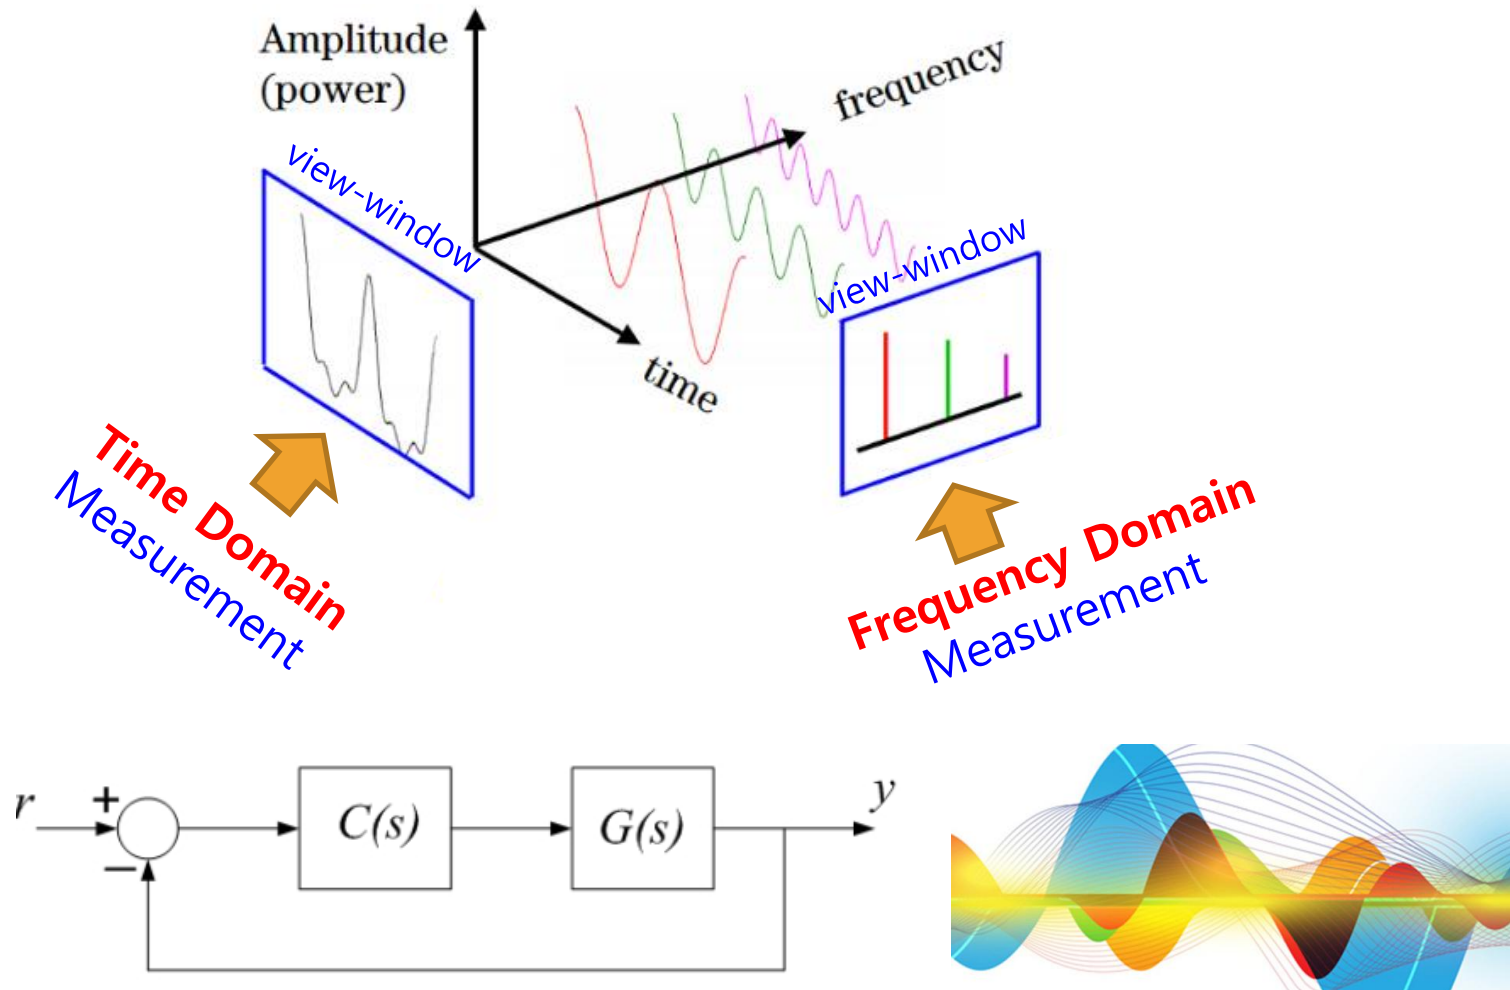 Amplitude
(power)
frequency
view-window
view-window
time
Time Domain
Measurement
Frequency Domain
Measurement
r
+
−
C(s)
G(s)
y